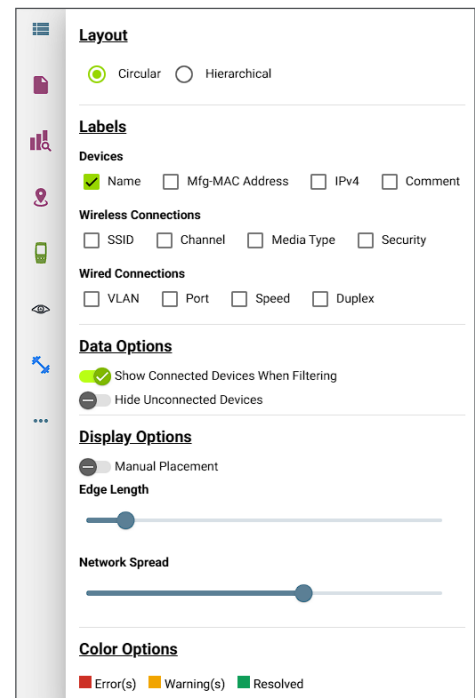 Layout
Circular Hierarchical
Labels
Devices
Name Mfg-MAC Address IPv4 Comment
Wireless Connections
SSID Channel Media Type Security
Wired Connections
VLAN Port Speed Duplex
Data Options
Show Connected Devices When Filtering
Hide Unconnected Devices
Display Options
Manual Placement
Edge Length
Network Spread
Color Options
Error(s) Warning(s) Resolved